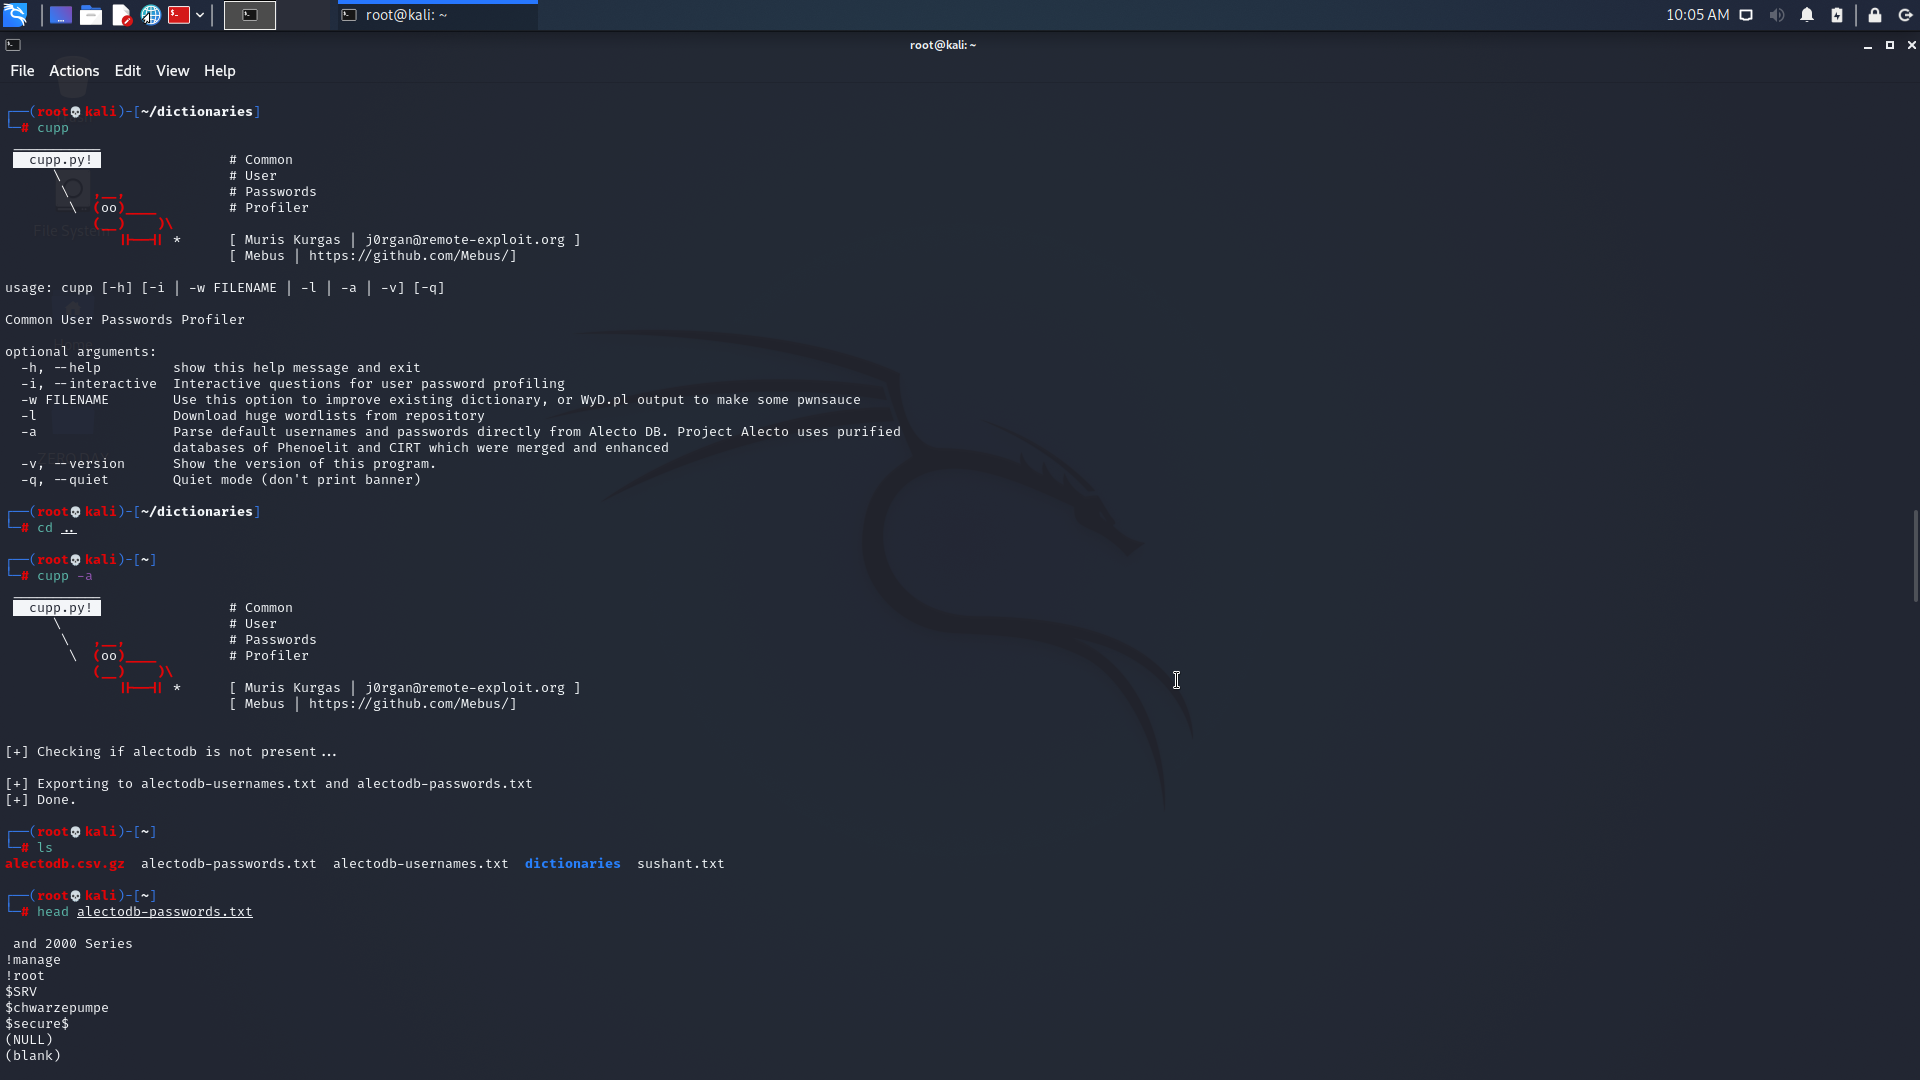 root@kali: ~
10:05 AM
root@kali: ~
File Actions Edit View Help
┌──(root💀kali)-[~/dictionaries]
└─# cupp
cupp.py! # Common
\ # User
\ ,__, # Passwords
\ (oo)____ # Profiler
(__) )\
||--|| * [ Muris Kurgas | j0rgan@remote-exploit.org ]
[ Mebus | https://github.com/Mebus/]
usage: cupp [-h] [-i | -w FILENAME | -l | -a | -v] [-q]
Common User Passwords Profiler
optional arguments:
-h, --help show this help message and exit
-i, --interactive Interactive questions for user password profiling
-w FILENAME Use this option to improve existing dictionary, or WyD.pl output to make some pwnsauce
-l Download huge wordlists from repository
-a Parse default usernames and passwords directly from Alecto DB. Project Alecto uses purified
databases of Phenoelit and CIRT which were merged and enhanced
-v, --version Show the version of this program.
-q, --quiet Quiet mode (don't print banner)
┌──(root💀kali)-[~/dictionaries]
└─# cd ..
┌──(root💀kali)-[~]
└─# cupp -a
cupp.py! # Common
\ # User
\ ,__, # Passwords
\ (oo)____ # Profiler
(__) )\
||--|| * [ Muris Kurgas | j0rgan@remote-exploit.org ]
[ Mebus | https://github.com/Mebus/]
[+] Checking if alectodb is not present...
[+] Exporting to alectodb-usernames.txt and alectodb-passwords.txt
[+] Done.
┌──(root💀kali)-[~]
└─# ls
alectodb.csv.gz alectodb-passwords.txt alectodb-usernames.txt dictionaries sushant.txt
┌──(root💀kali)-[~]
└─# head alectodb-passwords.txt
and 2000 Series
!manage
!root
$SRV
$chwarzepumpe
$secure$
(NULL)
(blank)